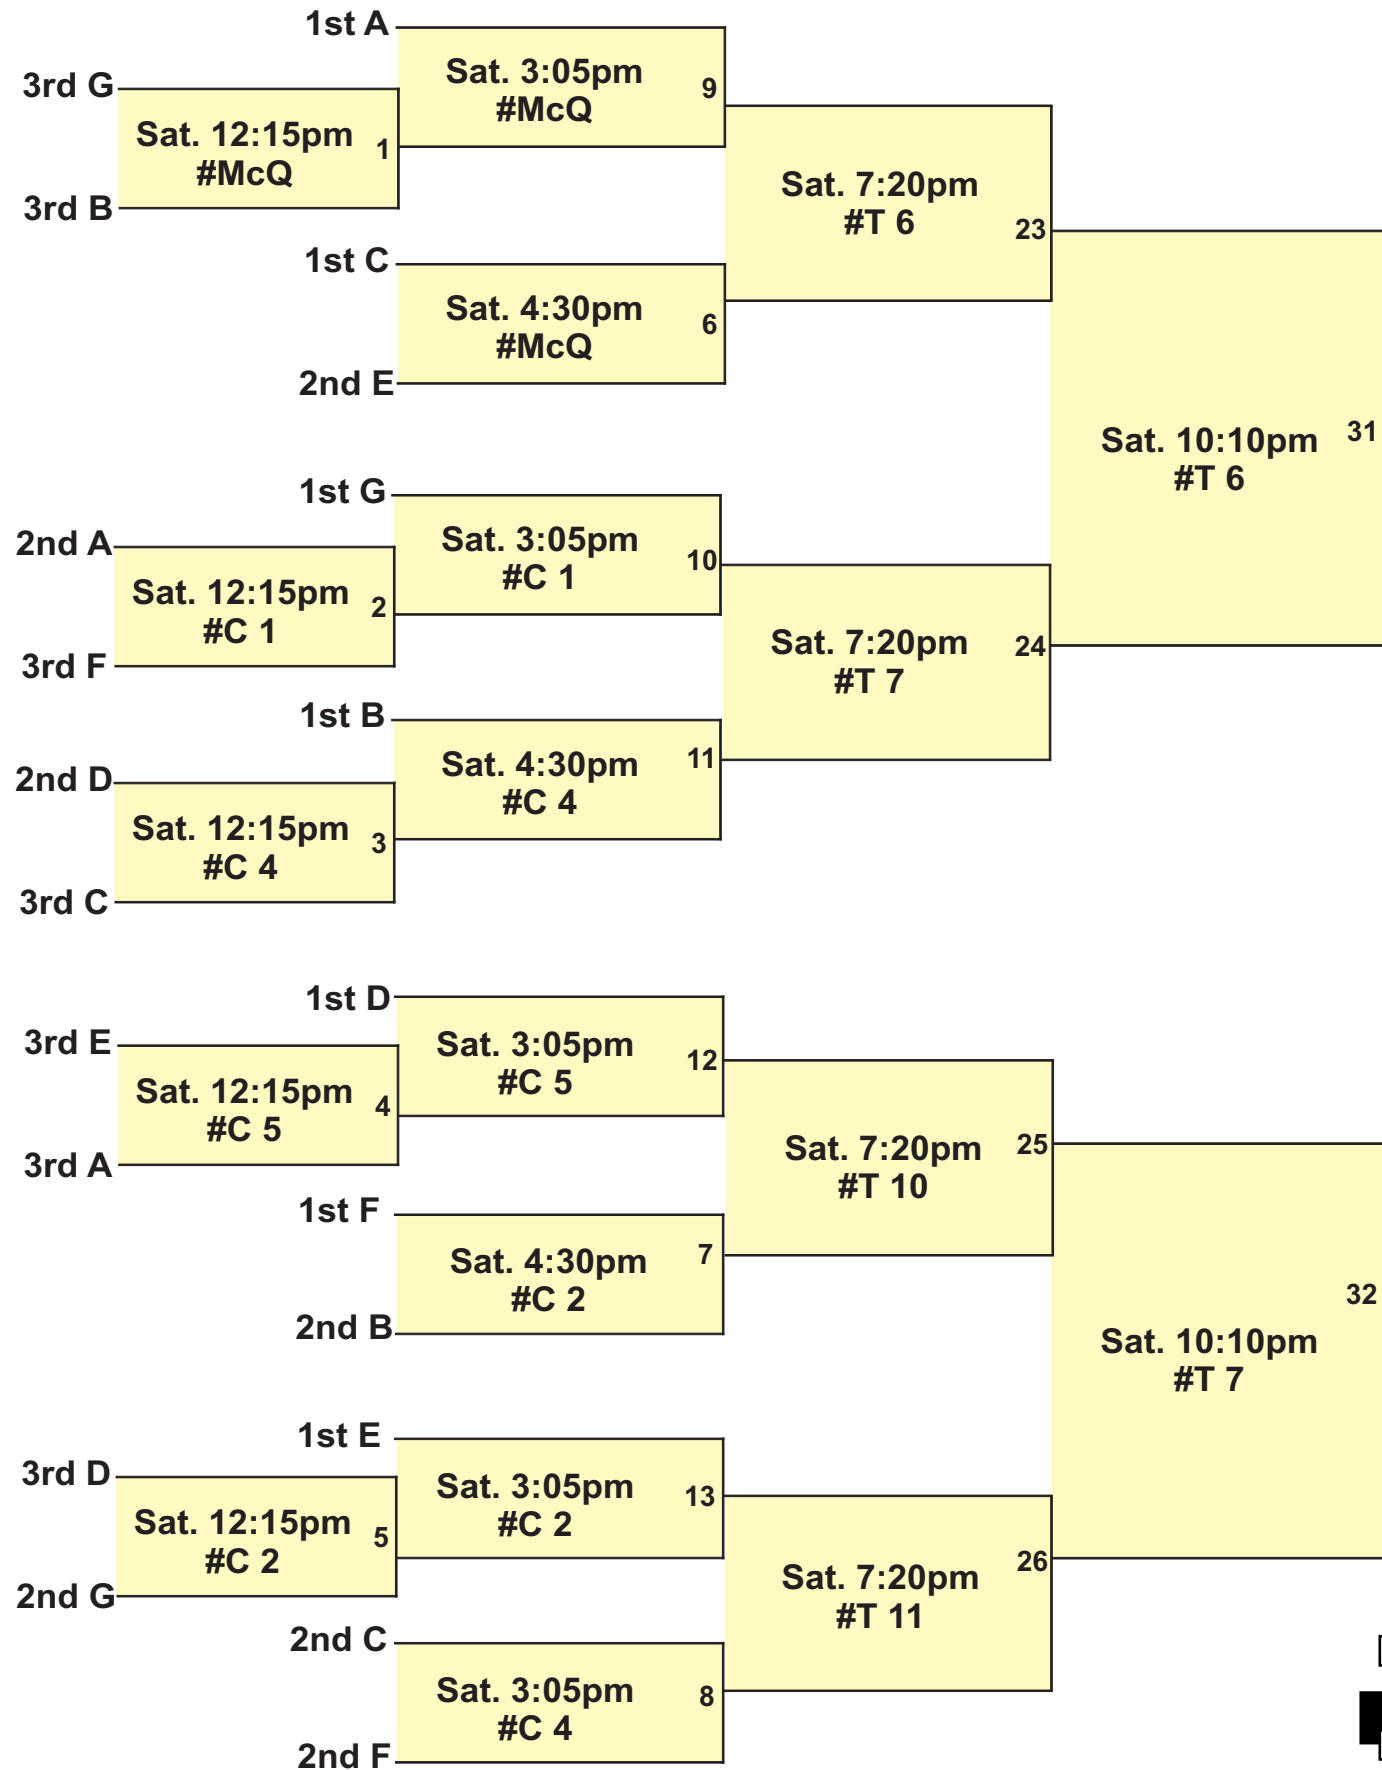 1st A
Sat. 3:05pm
#McQ
9
3rd G
Sat. 12:15pm
#McQ
1
3rd B
Sat. 7:20pm
#T 6
23
1st C
Sat. 4:30pm
#McQ
6
2nd E
Sat. 10:10pm
#T 6
31
1st G
Sat. 3:05pm
#C 1
10
2nd A
Sat. 12:15pm
#C 1
2
3rd F
Sat. 7:20pm
#T 7
24
1st B
Sat. 4:30pm
#C 4
11
2nd D
Sat. 12:15pm
#C 4
3
3rd C
1st D
Sat. 3:05pm
#C 5
12
3rd E
Sat. 12:15pm
#C 5
4
3rd A
Sat. 7:20pm
#T 10
25
1st F
Sat. 4:30pm
#C 2
7
2nd B
Sat. 10:10pm
#T 7
32
1st E
Sat. 3:05pm
#C 2
13
3rd D
Sat. 12:15pm
#C 2
5
2nd G
Sat. 7:20pm
#T 11
26
2nd C
Sat. 3:05pm
#C 4
8
2nd F